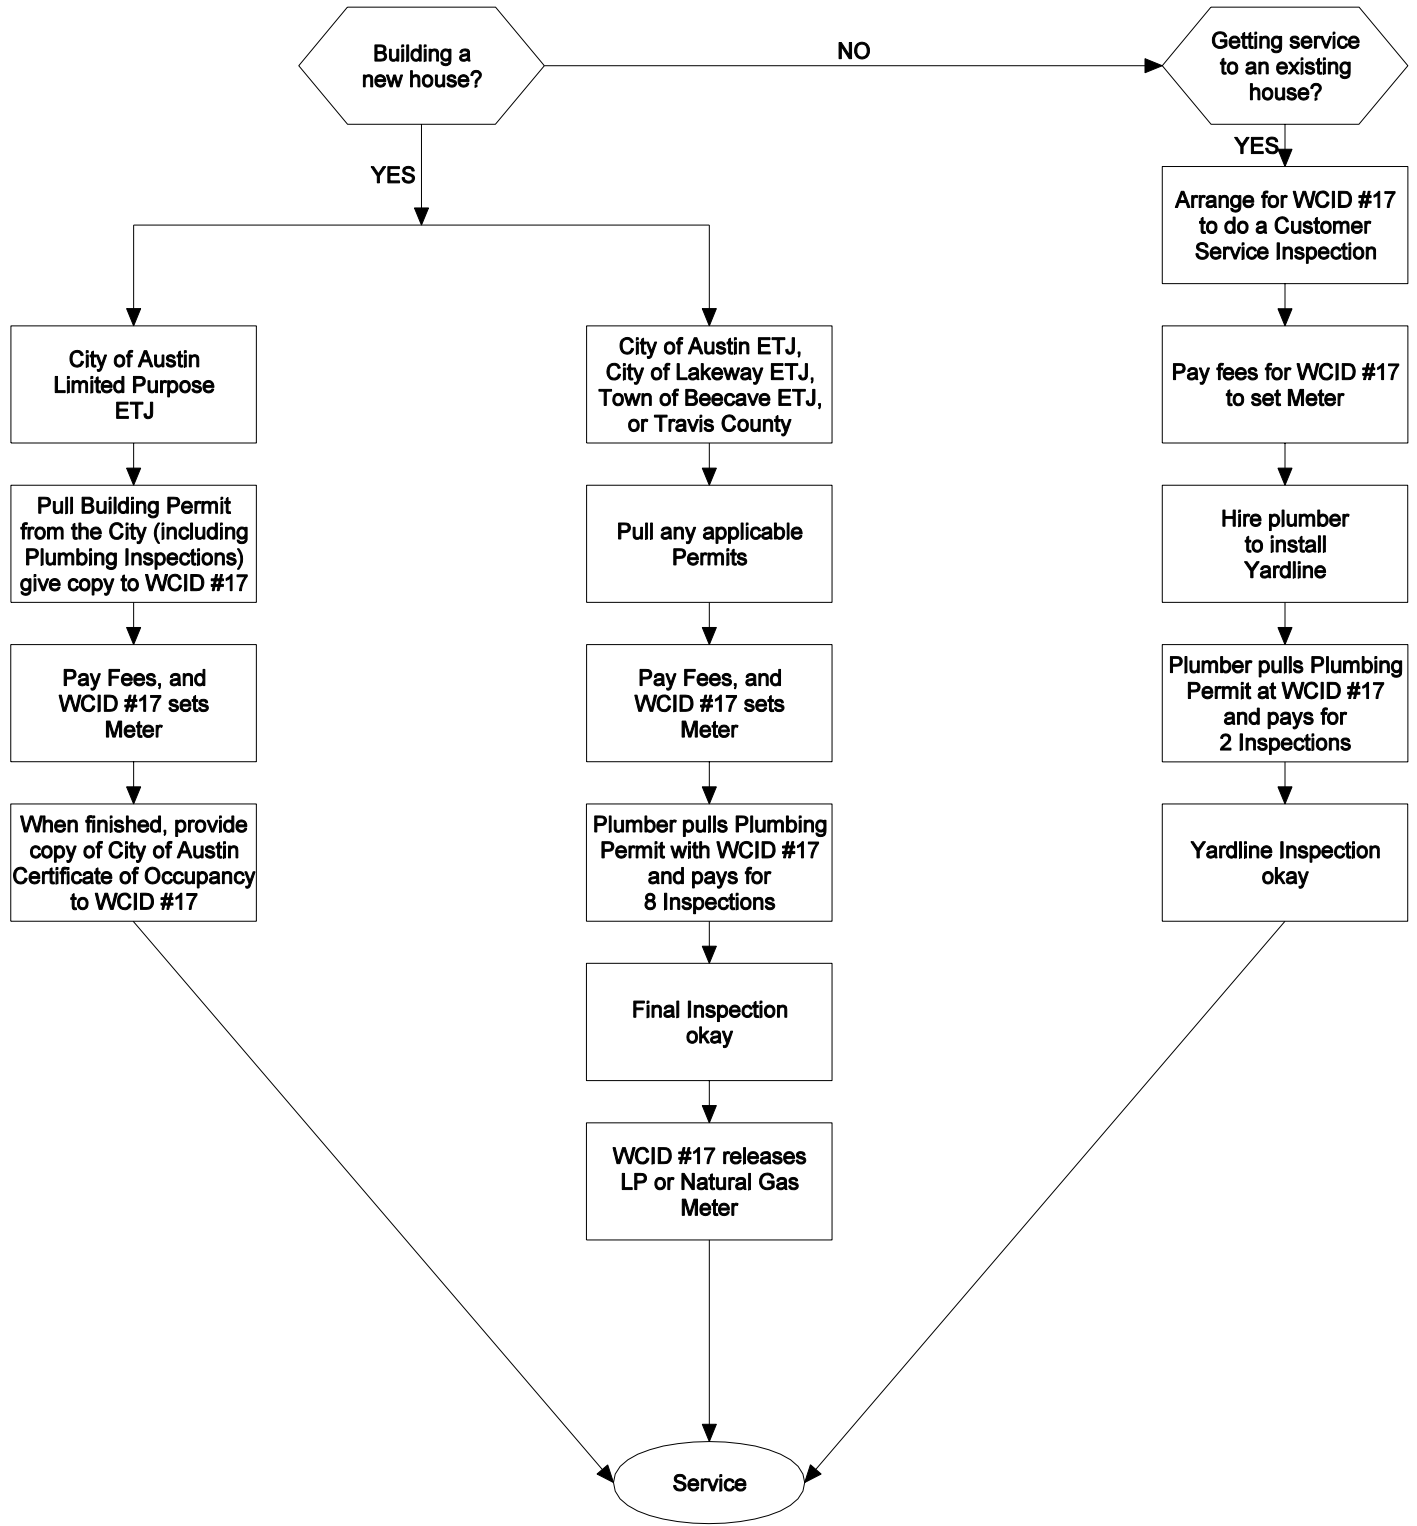 Building a
new house?
NO
Getting service
to an existing
house?
YES
YES
Arrange for WCID #17
to do a Customer
Service Inspection
City of Austin
Limited Purpose
ETJ
City of Austin ETJ,
City of Lakeway ETJ,
Town of Beecave ETJ,
or Travis County
Pay fees for WCID #17
to set Meter
Pull Building Permit
from the City (including
Plumbing Inspections)
give copy to WCID #17
Pull any applicable
Permits
Hire plumber
to install
Yardline
Pay Fees, and
WCID #17 sets
Meter
Pay Fees, and
WCID #17 sets
Meter
Plumber pulls Plumbing
Permit at WCID #17
and pays for
2 Inspections
When finished, provide
copy of City of Austin
Certificate of Occupancy
to WCID #17
Plumber pulls Plumbing
Permit with WCID #17
and pays for
8 Inspections
Yardline Inspection
okay
Final Inspection
okay
WCID #17 releases
LP or Natural Gas
Meter
Service